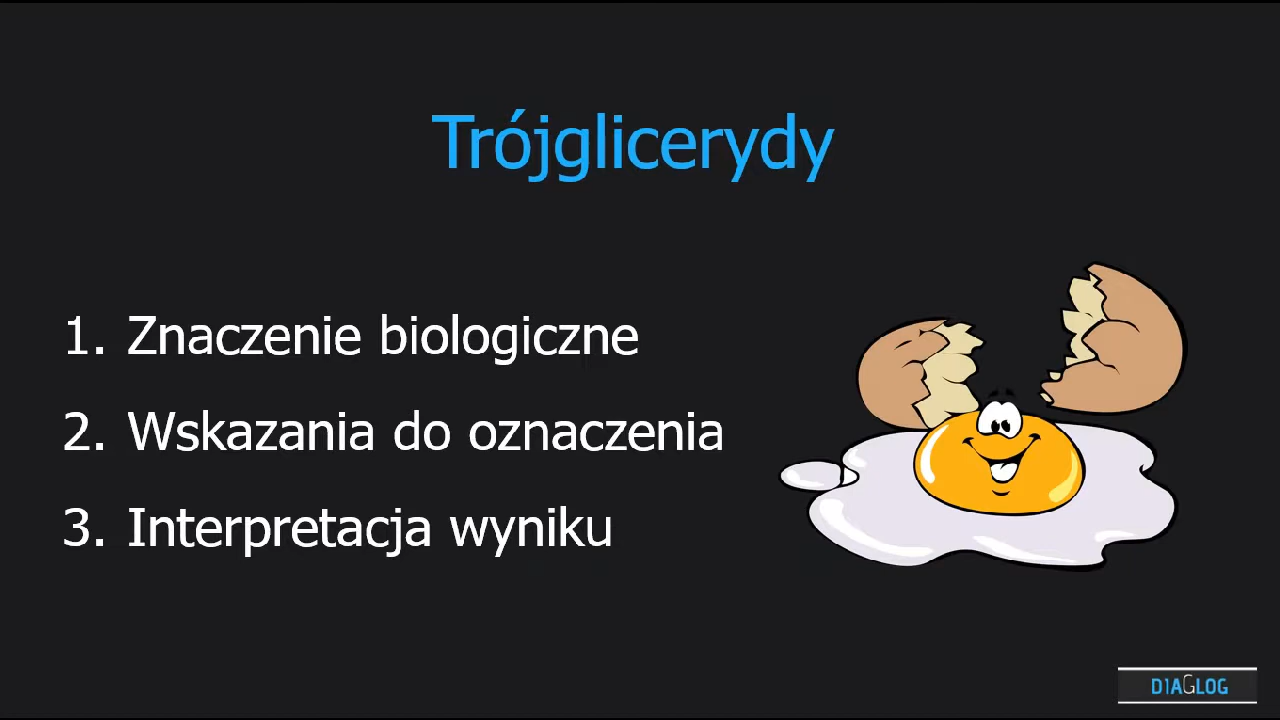 Trójglicerydy
1. Znaczenie biologiczne
2. Wskazania do oznaczenia
3. Interpretacja wyniku
DIAGLOG